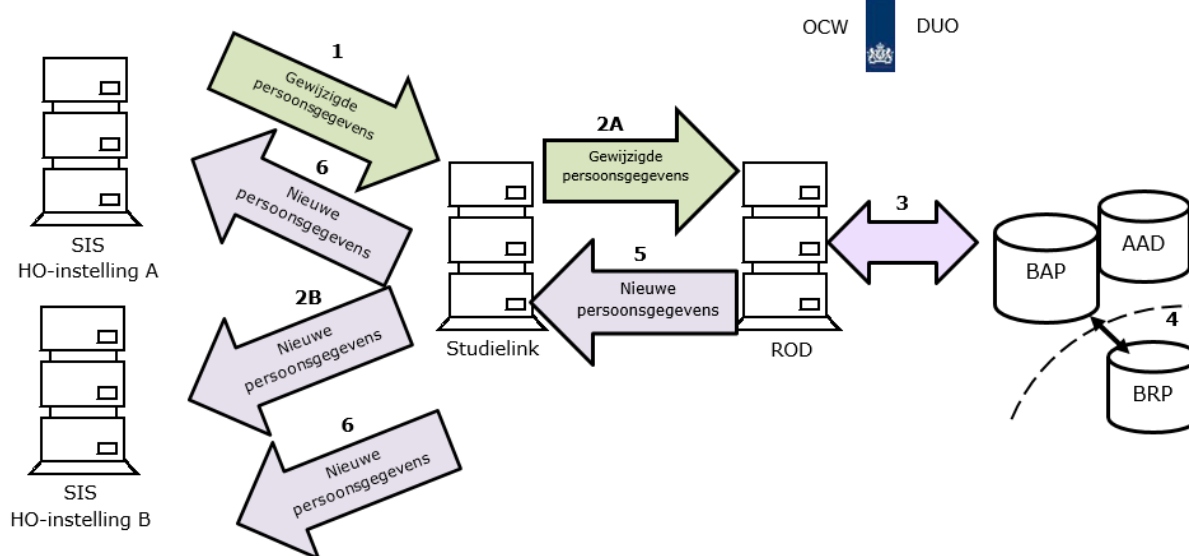 OCW
DUO
1
Gewijzigde
persoonsgegevens
2A
Gewijzigde
persoonsgegevens
6
Nieuwe
persoonsgegevens
3
SIS
HO-instelling A
BAP
AAD
5
Nieuwe
persoonsgegevens
2B
Nieuwe
persoonsgegevens
Studielink
ROD
4
BRP
6
Nieuwe
persoonsgegevens
SIS
HO-instelling B